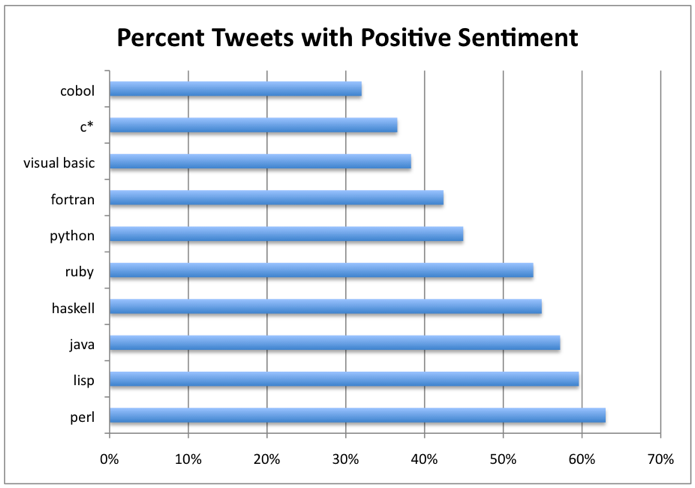 Percent Tweets with Positive Sentiment
cobol
c*
visual basic
fortran
python
ruby
haskell
java
lisp
perl
0% 10% 20% 30% 40% 50% 60% 70%